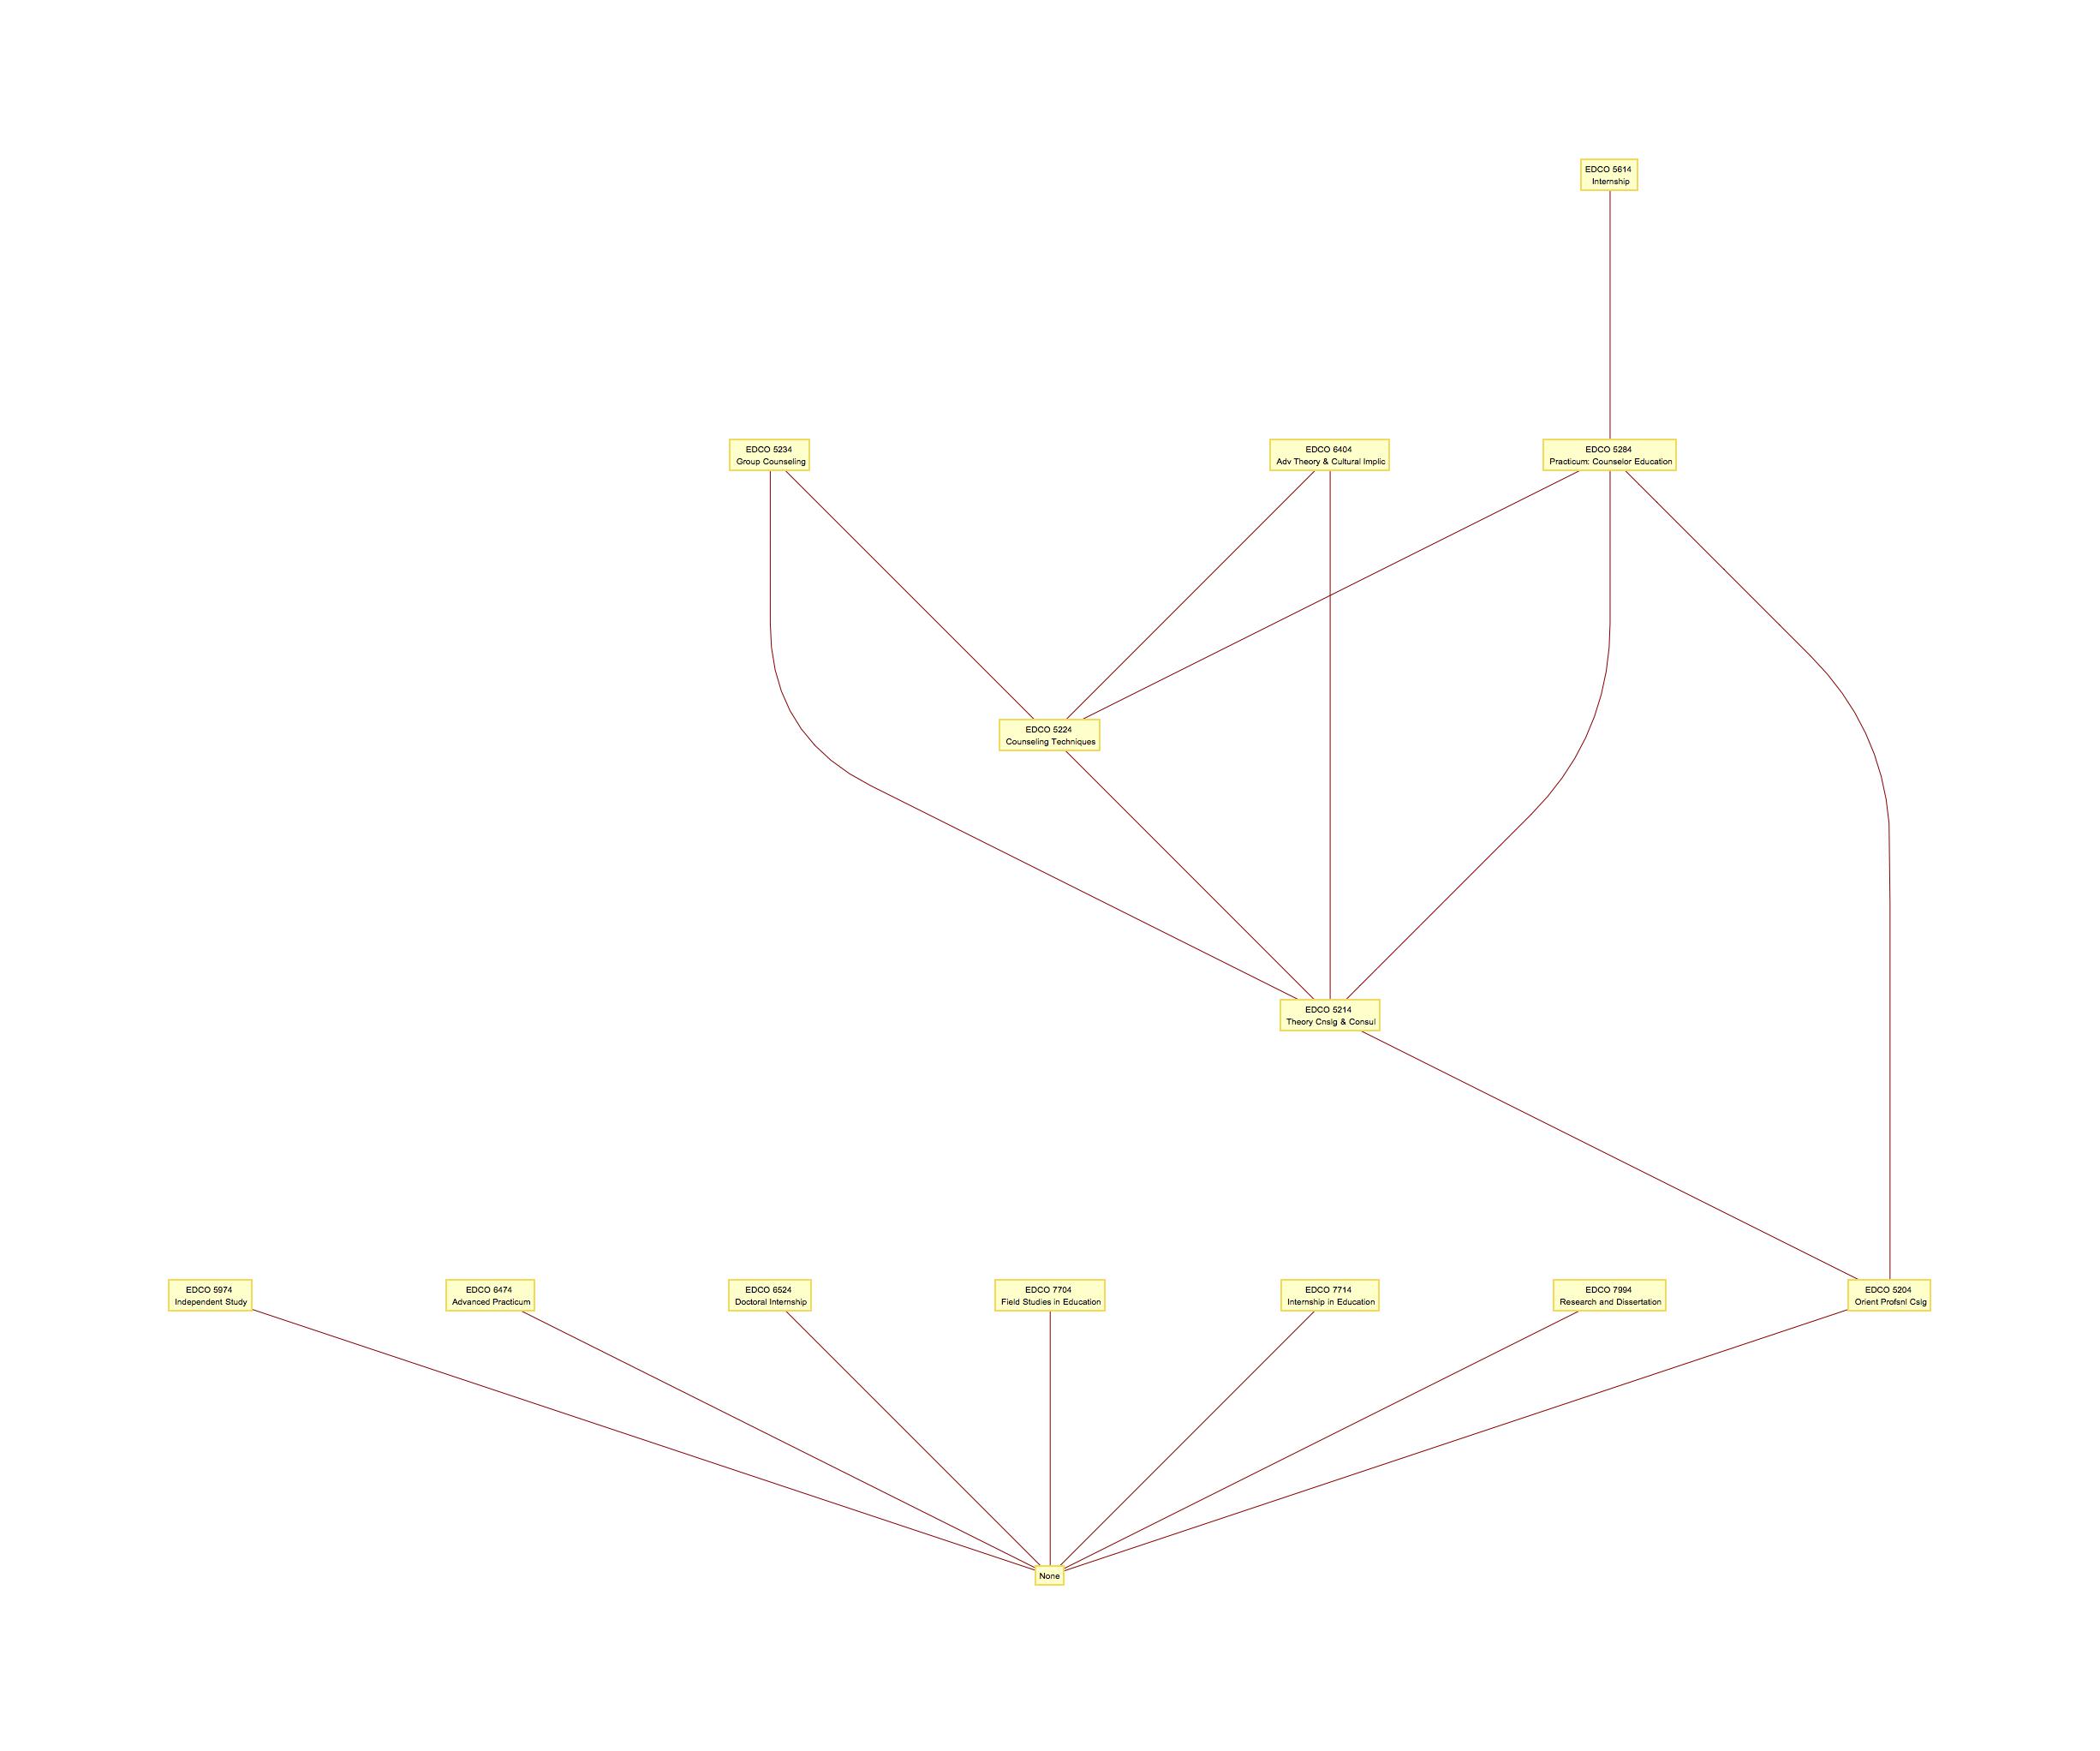 EDCO 5614
Internship
EDCO 5234
Group Counseling
EDCO 6404
Adv Theory & Cultural Implic
EDCO 5284
Practicum: Counselor Education
EDCO 5224
Counseling Techniques
EDCO 5214
Theory Cnslg & Consul
EDCO 5974
Independent Study
EDCO 6474
Advanced Practicum
EDCO 6524
Doctoral Internship
EDCO 7704
Field Studies in Education
EDCO 7714
Internship in Education
EDCO 7994
Research and Dissertation
EDCO 5204
Orient Profsnl Cslg
None